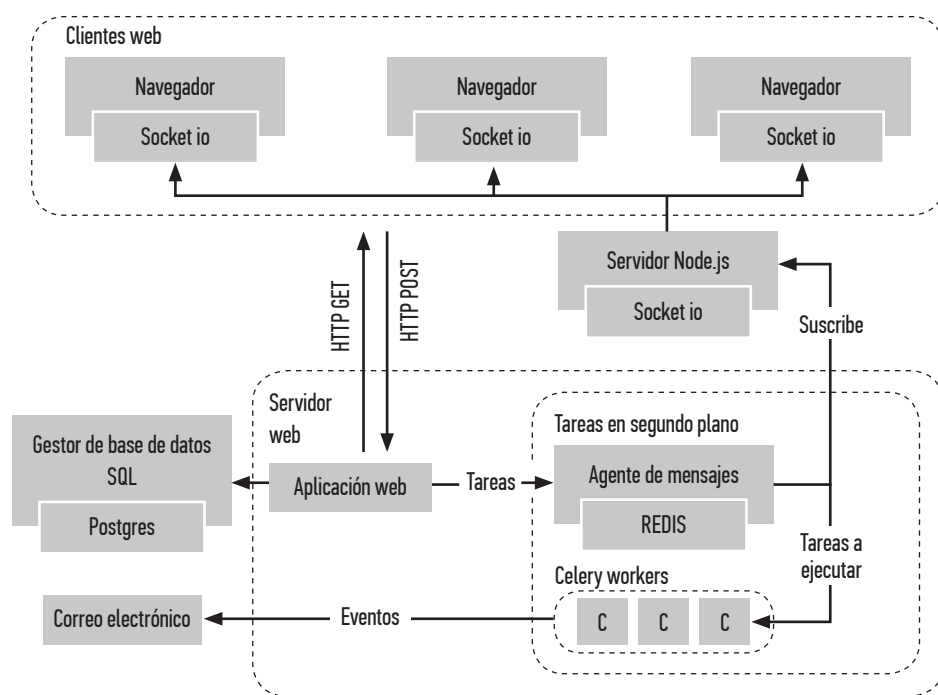 Clientes web
Navegador
Navegador
Navegador
Socket io
Socket io
Socket io
HTTP GET
HTTP POST
Servidor Node.js
Socket io
Suscribe
Servidor
web
Tareas en segundo plano
Gestor de base de datos
SQL
Postgres
Aplicación web
Tareas
Agente de mensajes
REDIS
Tareas a
ejecutar
Celery workers
C
C
C
Correo electrónico
Eventos